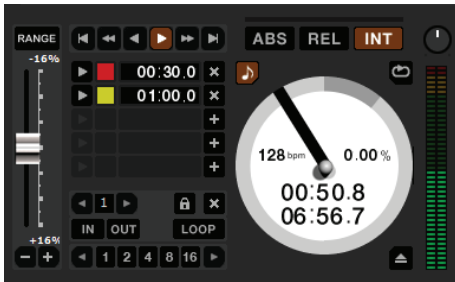 RANGE ABS REL INT
-16%
00:30.0
01:00.0
128 bpm 0.00 %
00:50.8
06:56.7
1
IN OUT LOOP
+16%
1 2 4 8 16